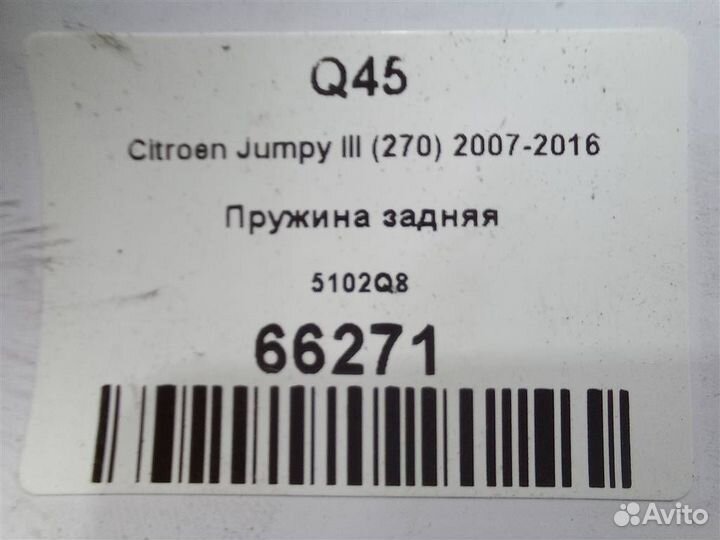 Q45
Citroen Jumpy III (270) 2007-2016
Пружина задняя
5102Q8
66271
Avito